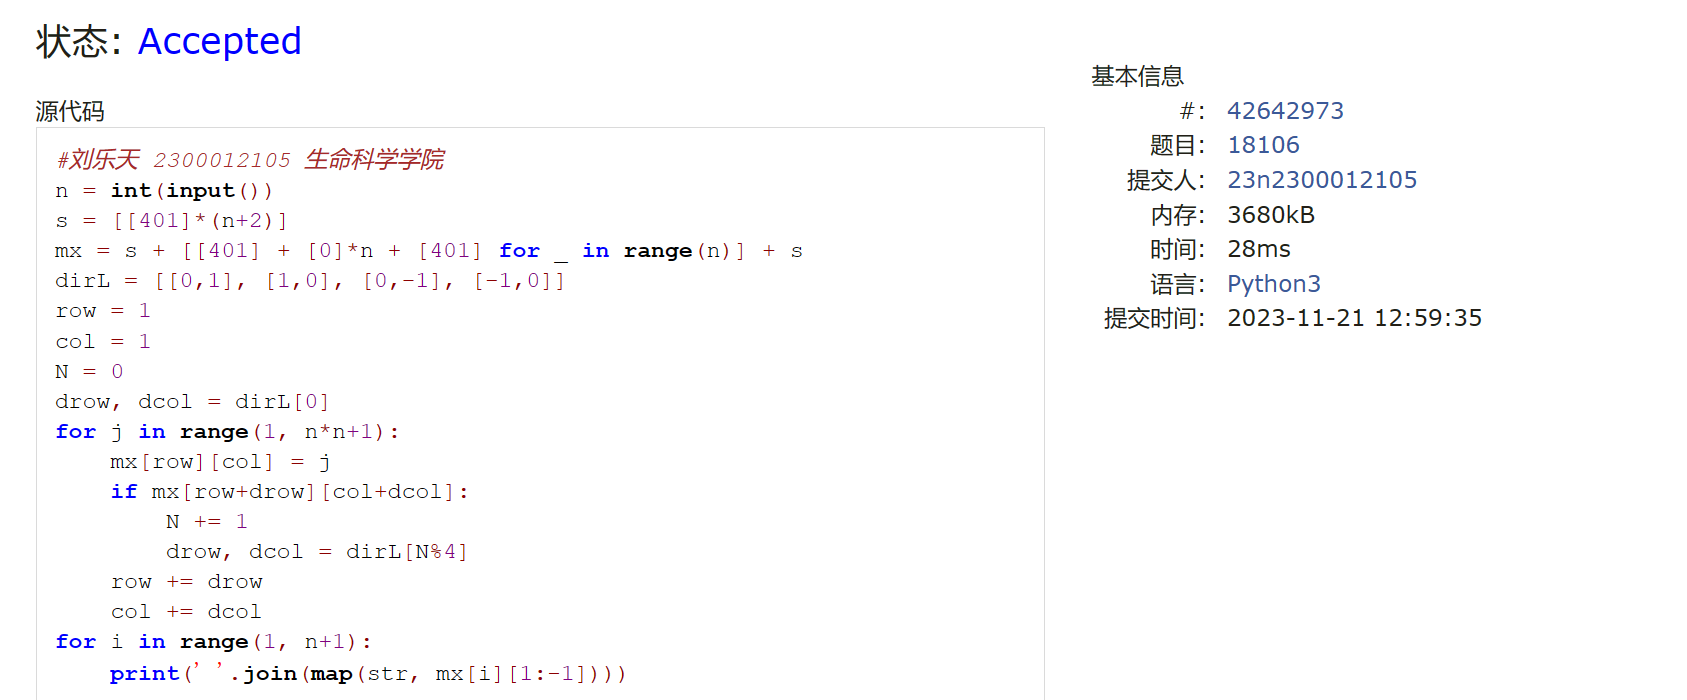 状态: Accepted
源代码
#刘乐天 2300012105 生命科学学院
n = int(input())
s = [[401]*(n+2)]
mx = s + [[401] + [0]*n + [401] for _ in range(n)] + s
dirL = [[0,1], [1,0], [0,-1], [-1,0]]
row = 1
col = 1
N = 0
drow, dcol = dirL[0]
for j in range(1, n*n+1):
    mx[row][col] = j
    if mx[row+drow][col+dcol]:
        N += 1
        drow, dcol = dirL[N%4]
    row += drow
    col += dcol
for i in range(1, n+1):
    print(' '.join(map(str, mx[i][1:-1])))
基本信息
#: 42642973
题目: 18106
提交人: 23n2300012105
内存: 3680kB
时间: 28ms
语言: Python3
提交时间: 2023-11-21 12:59:35